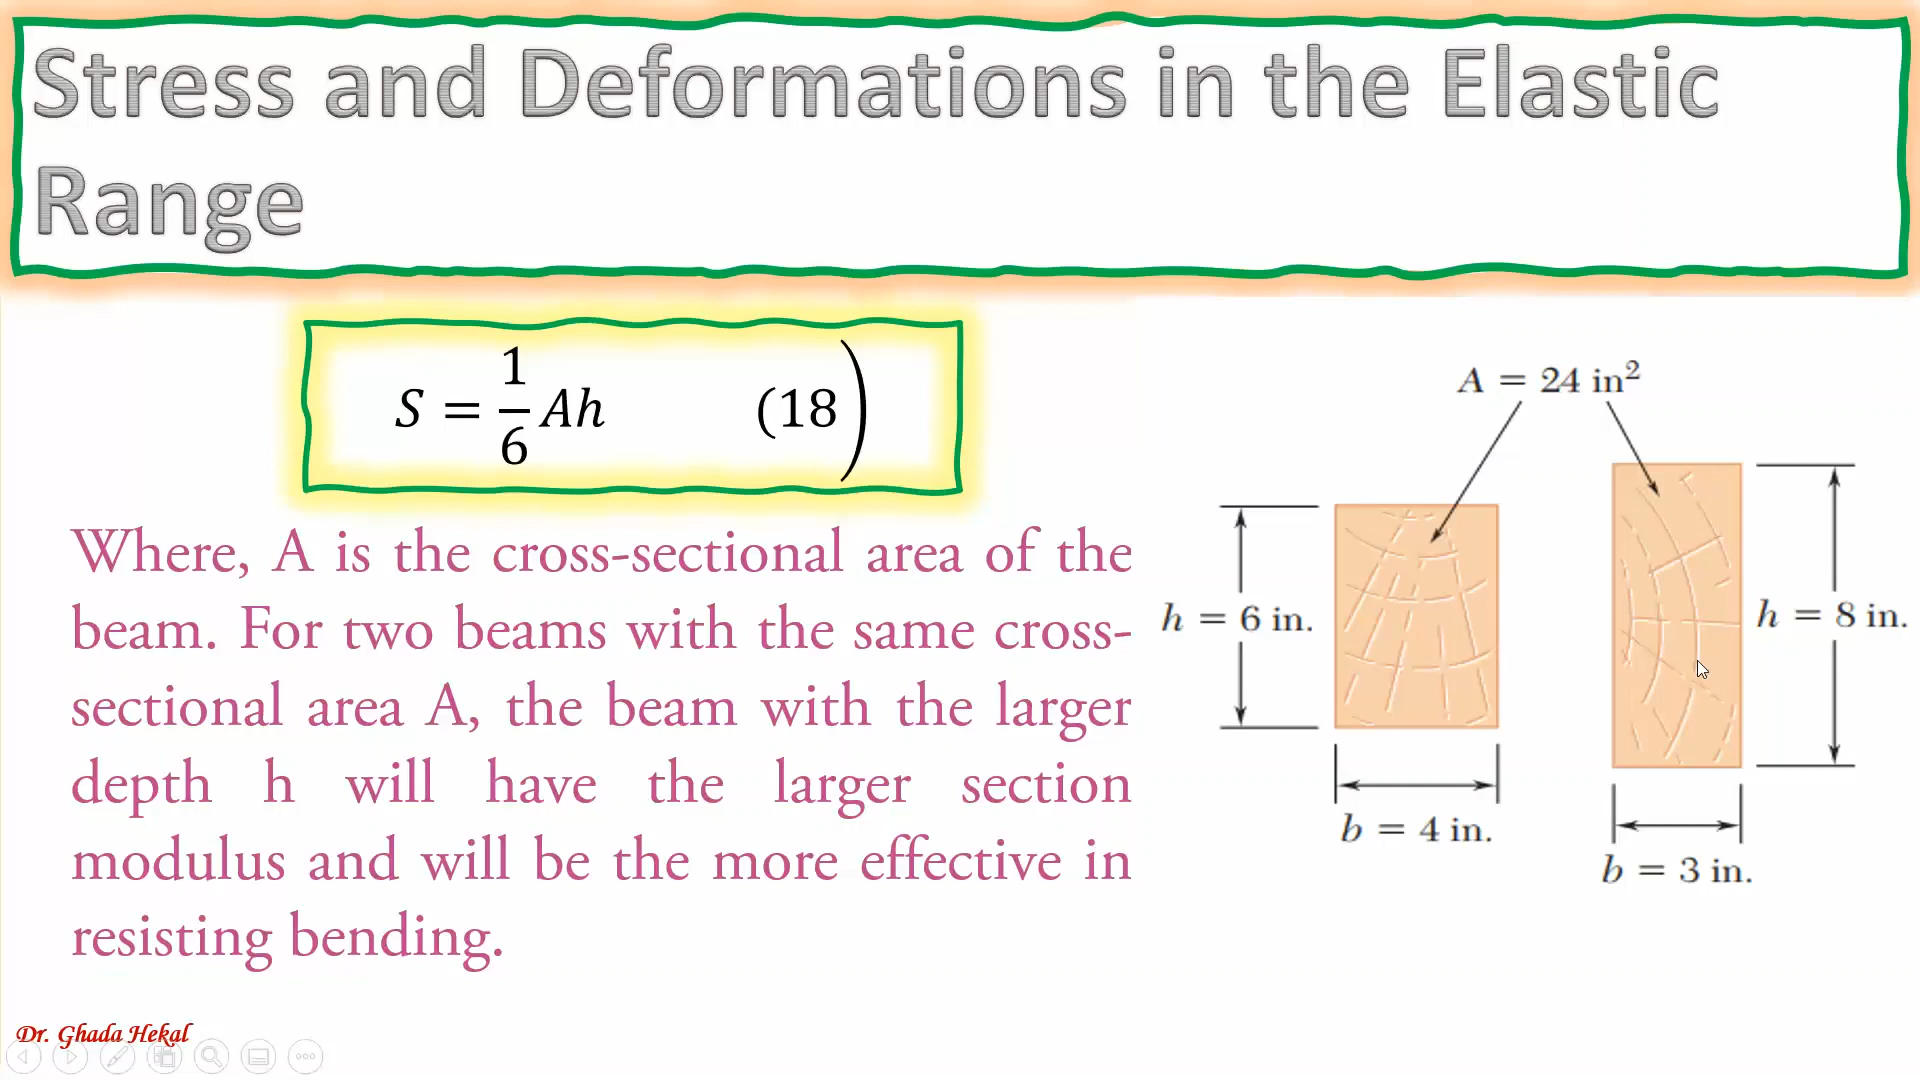 Stress and Deformations in the Elastic
Range
S = 1/6 Ah (18)
Where, A is the cross-sectional area of the
beam. For two beams with the same cross-
sectional area A, the beam with the larger
depth h will have the larger section
modulus and will be the more effective in
resisting bending.
A = 24 in²
h = 6 in.
h = 8 in.
b = 4 in.
b = 3 in.
Dr. Ghada Hekal